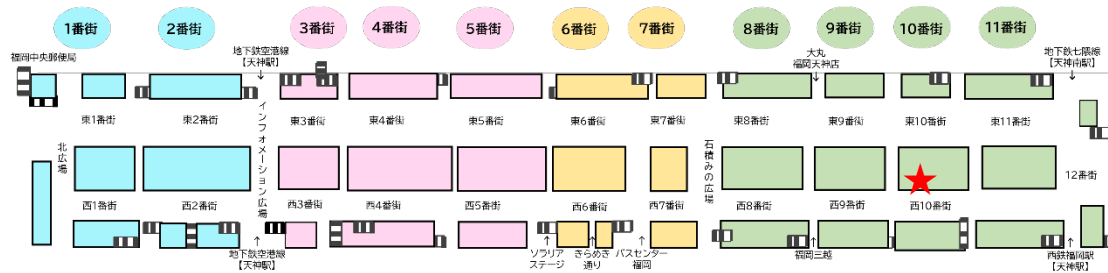 1番街
2番街
3番街
4番街
5番街
6番街
7番街
8番街
9番街
10番街
11番街
福岡中央郵便局
地下鉄空港線
【天神駅】
大丸
福岡天神店
地下鉄七隈線
【天神南駅】
東1番街
東2番街
東3番街
東4番街
東5番街
東6番街
東7番街
東8番街
東9番街
東10番街
東11番街
北広場
インフォメーション広場
石積みの広場
12番街
西1番街
西2番街
西3番街
西4番街
西5番街
西6番街
西7番街
西8番街
西9番街
西10番街
西11番街
地下鉄空港線
【天神駅】
ソラリア
ステージ
きらめき
通り
バスセンター
福岡
福岡三越
西鉄福岡駅
【天神駅】